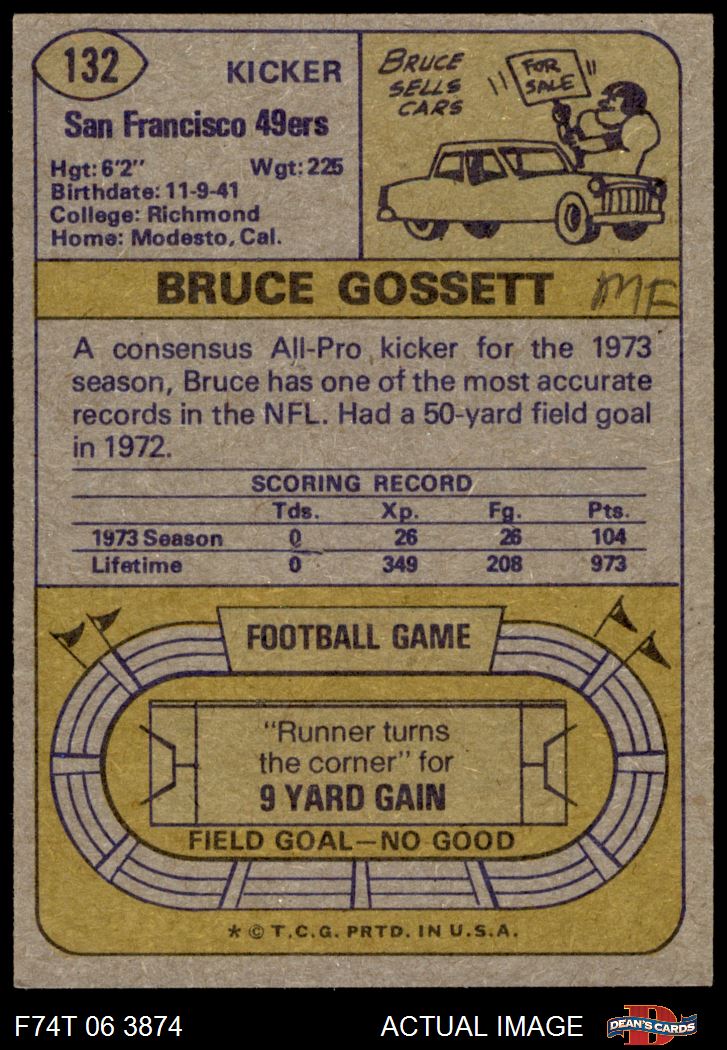 132
KICKER
San Francisco 49ers
Hgt: 6'2" Wgt: 225
Birthdate: 11-9-41
College: Richmond
Home: Modesto, Cal.
BRUCE
SELLS
CARS
FOR
SALE
BRUCE GOSSETT
MF
A consensus All-Pro kicker for the 1973
season, Bruce has one of the most accurate
records in the NFL. Had a 50-yard field goal
in 1972.
SCORING RECORD
Tds. Xp. Fg. Pts.
1973 Season 0 26 26 104
Lifetime 0 349 208 973
FOOTBALL GAME
"Runner turns
the corner" for
9 YARD GAIN
FIELD GOAL—NO GOOD
* © T.C.G. PRTD. IN U.S.A.
F74T 06 3874
ACTUAL IMAGE
D
DEAN'S CARDS